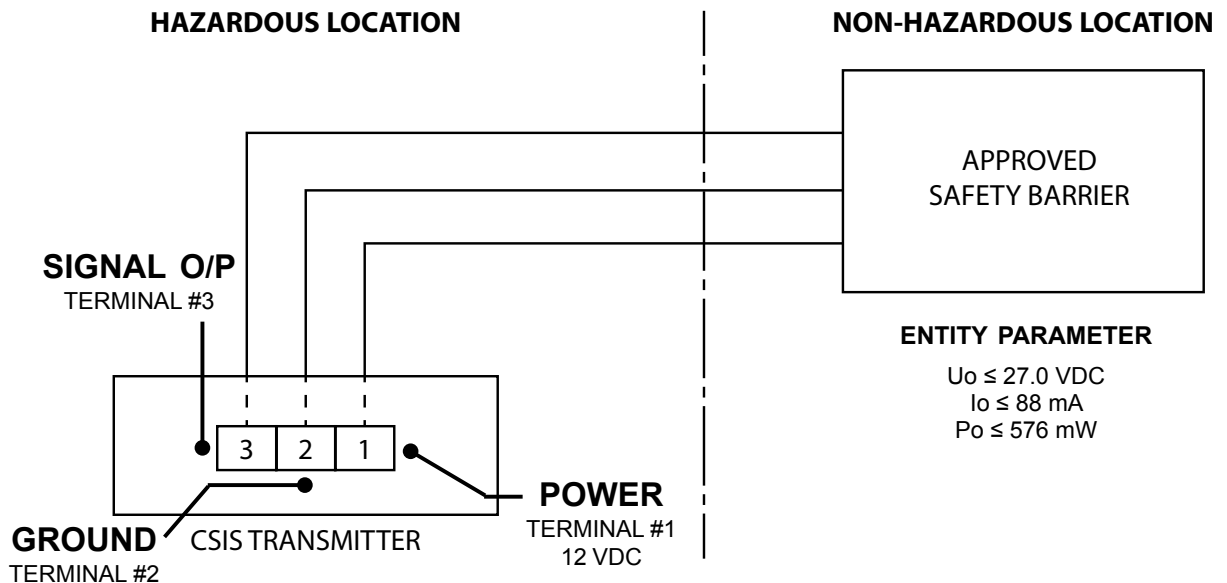 HAZARDOUS LOCATION
NON-HAZARDOUS LOCATION
APPROVED
SAFETY BARRIER
SIGNAL O/P
TERMINAL #3
ENTITY PARAMETER
Uo ≤ 27.0 VDC
Io ≤ 88 mA
Po ≤ 576 mW
3 2 1
POWER
TERMINAL #1
12 VDC
GROUND
TERMINAL #2
CSIS TRANSMITTER